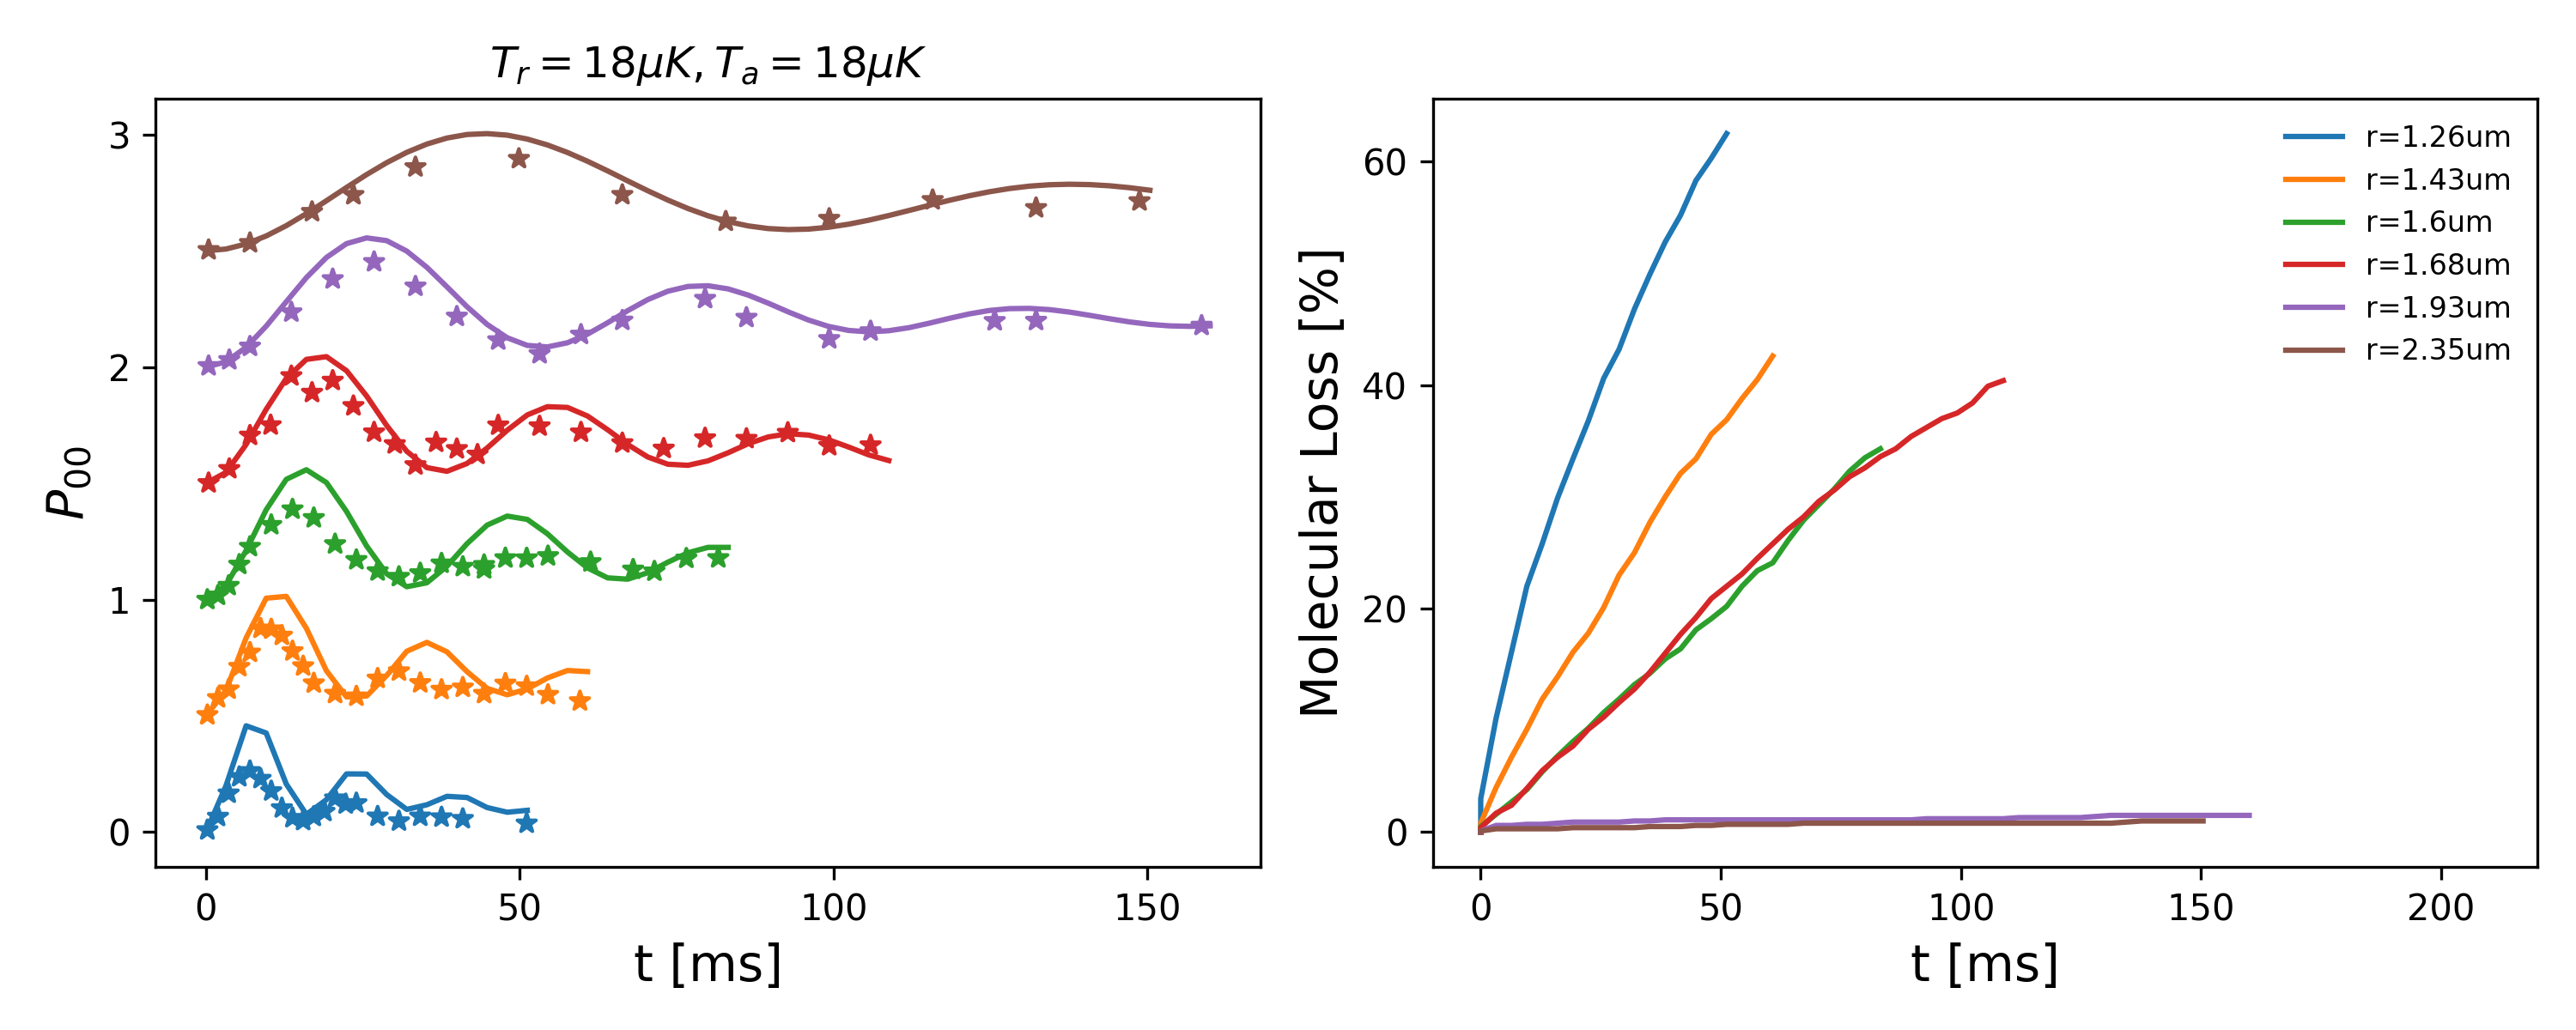 T_r = 18μK, T_a = 18μK
3
2
1
0
P_00
0 50 100 150
t [ms]
60
40
20
0
Molecular Loss [%]
0 50 100 150 200
t [ms]
r=1.26um
r=1.43um
r=1.6um
r=1.68um
r=1.93um
r=2.35um